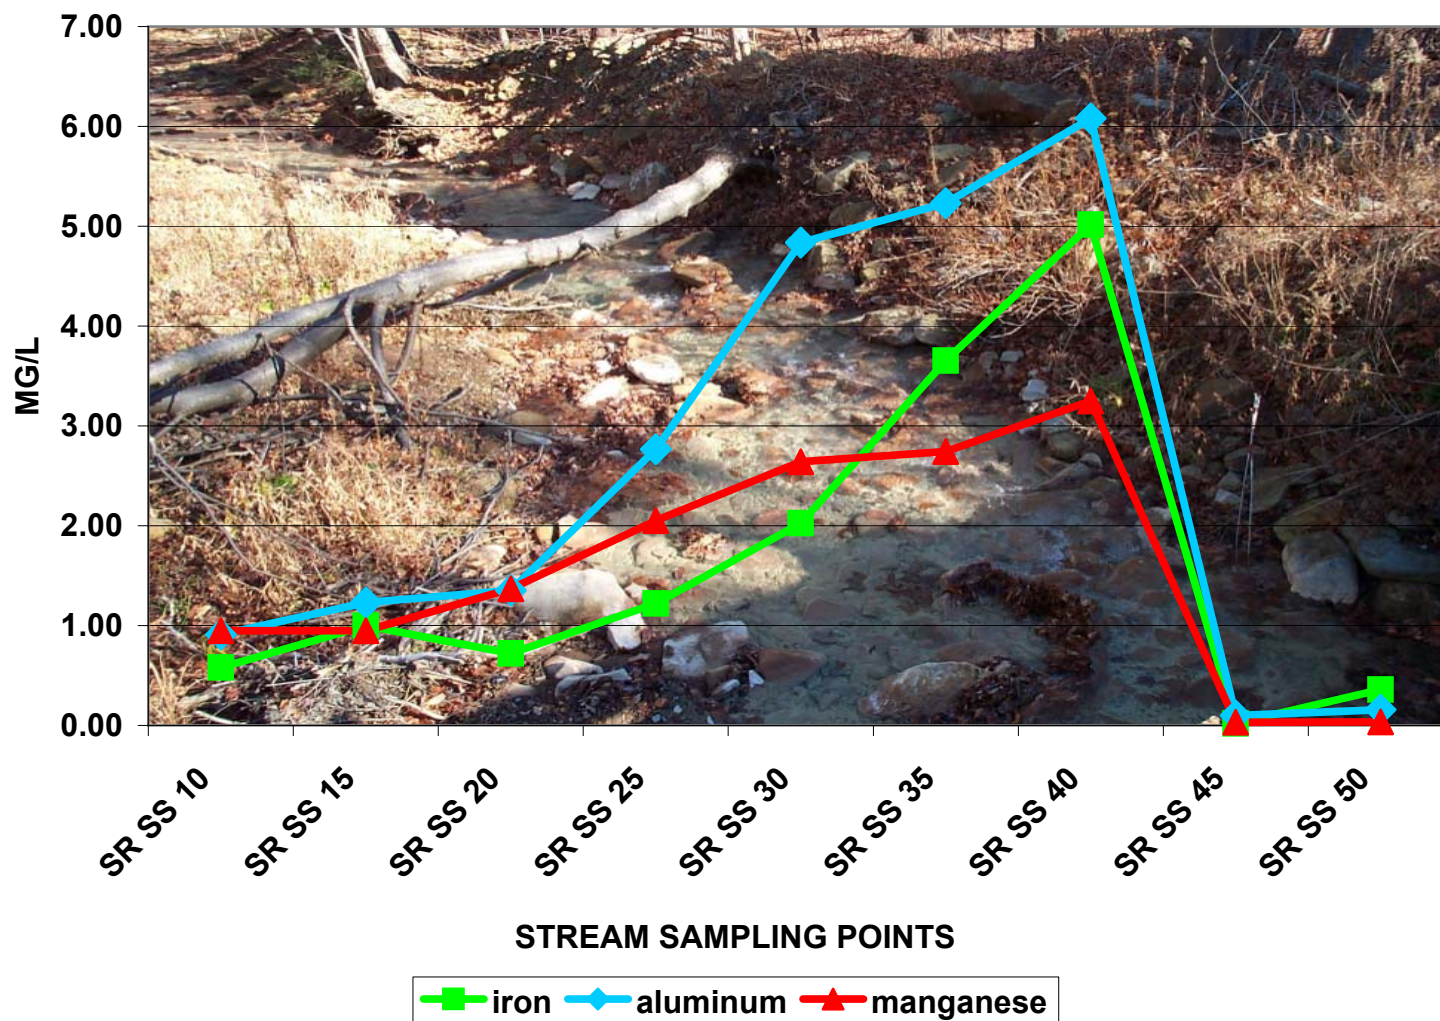 7.00
6.00
5.00
4.00
3.00
2.00
1.00
0.00
MG/L
SR SS 10
SR SS 15
SR SS 20
SR SS 25
SR SS 30
SR SS 35
SR SS 40
SR SS 45
SR SS 50
STREAM SAMPLING POINTS
iron aluminum manganese